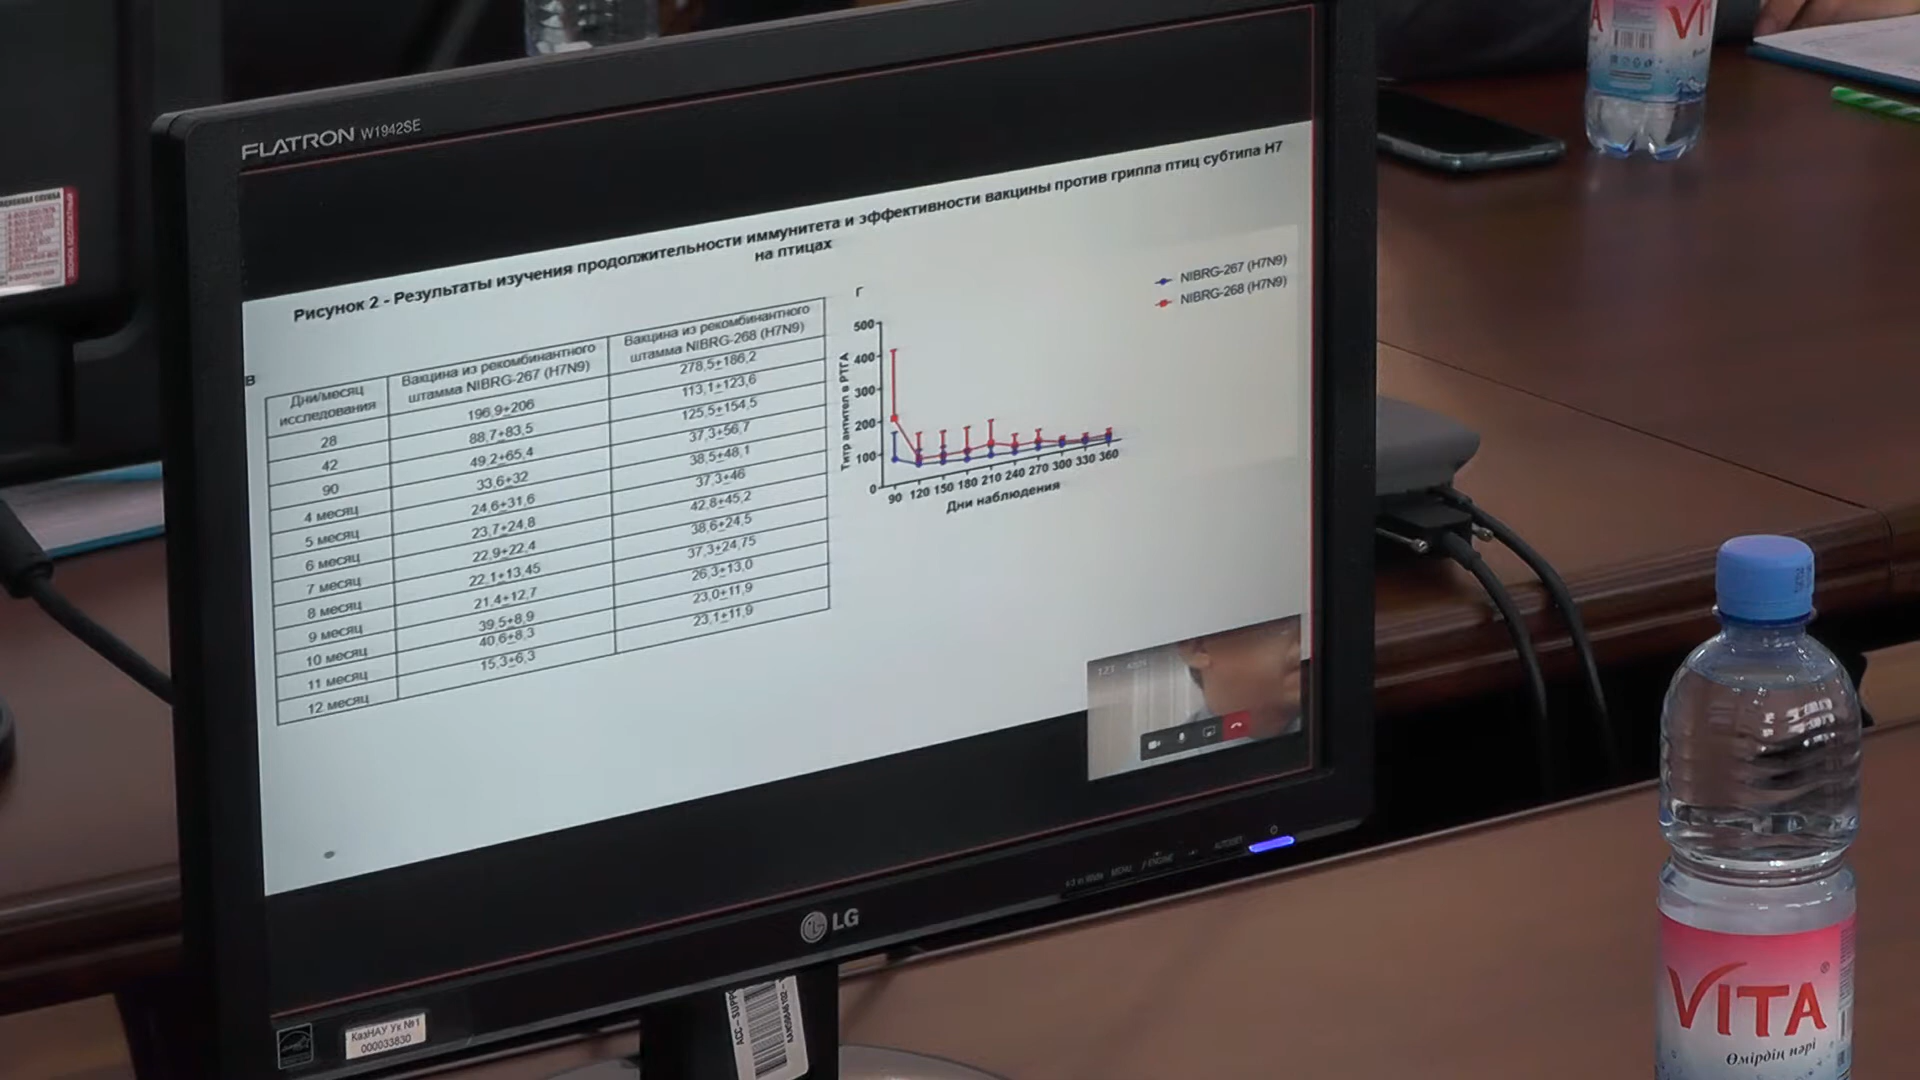 FLATRON W1942SE
Рисунок 2 - Результаты изучения продолжительности иммунитета и эффективности вакцины против гриппа птиц субтипа H7
на птицах
В
Дни/месяц
исследования
Вакцина из рекомбинантного
штамма NIBRG-267 (H7N9)
Вакцина из рекомбинантного
штамма NIBRG-268 (H7N9)
28
196,9±206
278,5±186,2
42
88,7±83,5
113,1±123,6
90
49,2±65,4
125,5±154,5
4 месяц
33,6±32
37,3±56,7
5 месяц
24,6±31,6
38,5±48,1
6 месяц
23,7±24,8
37,3±46
7 месяц
22,9±22,4
42,8±45,2
8 месяц
22,1±13,45
38,6±24,5
9 месяц
21,4±12,7
37,3±24,75
10 месяц
39,5±8,9
26,3±13,0
11 месяц
40,6±8,3
23,0±11,9
12 месяц
15,3±6,3
23,1±11,9
Г
NIBRG-267 (H7N9)
NIBRG-268 (H7N9)
Титр антител в РТГА
500
400
300
200
100
0
90 120 150 180 210 240 270 300 330 360
Дни наблюдения
MENU
LG
КазНАУ Ук №1
000033830
VITA
Өмірдің нәрі